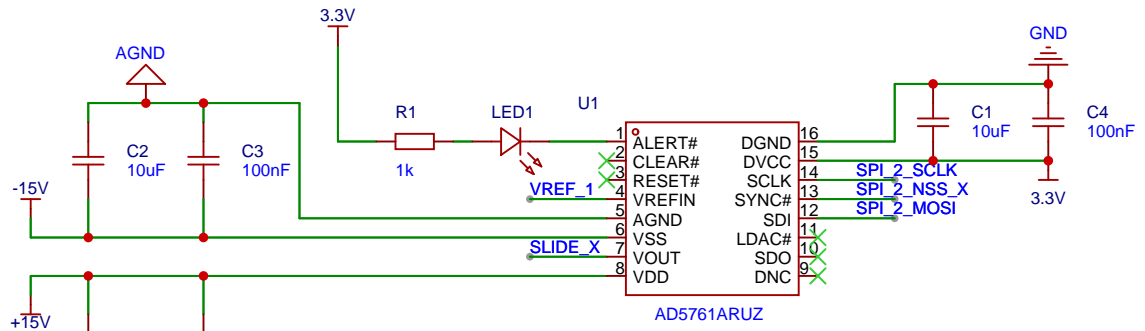 3.3V
GND
AGND
R1
LED1
U1
C1
10uF
C4
100nF
C2
10uF
C3
100nF
1k
1
ALERT#
DGND
16
2
CLEAR#
DVCC
15
3
RESET#
SCLK
14
SPI_2_SCLK
VREF_1
4
VREFIN
SYNC#
13
SPI_2_NSS_X
3.3V
-15V
5
AGND
SDI
12
SPI_2_MOSI
6
VSS
LDAC#
11
SLIDE_X
7
VOUT
SDO
10
8
VDD
DNC
9
AD5761ARUZ
+15V